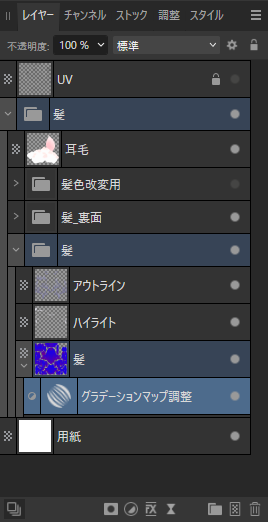 レイヤー チャンネル ストック 調整 スタイル
不透明度: 100 % 標準
UV
髪
耳毛
髪色改変用
髪_裏面
髪
アウトライン
ハイライト
髪
グラデーションマップ調整
用紙
FX